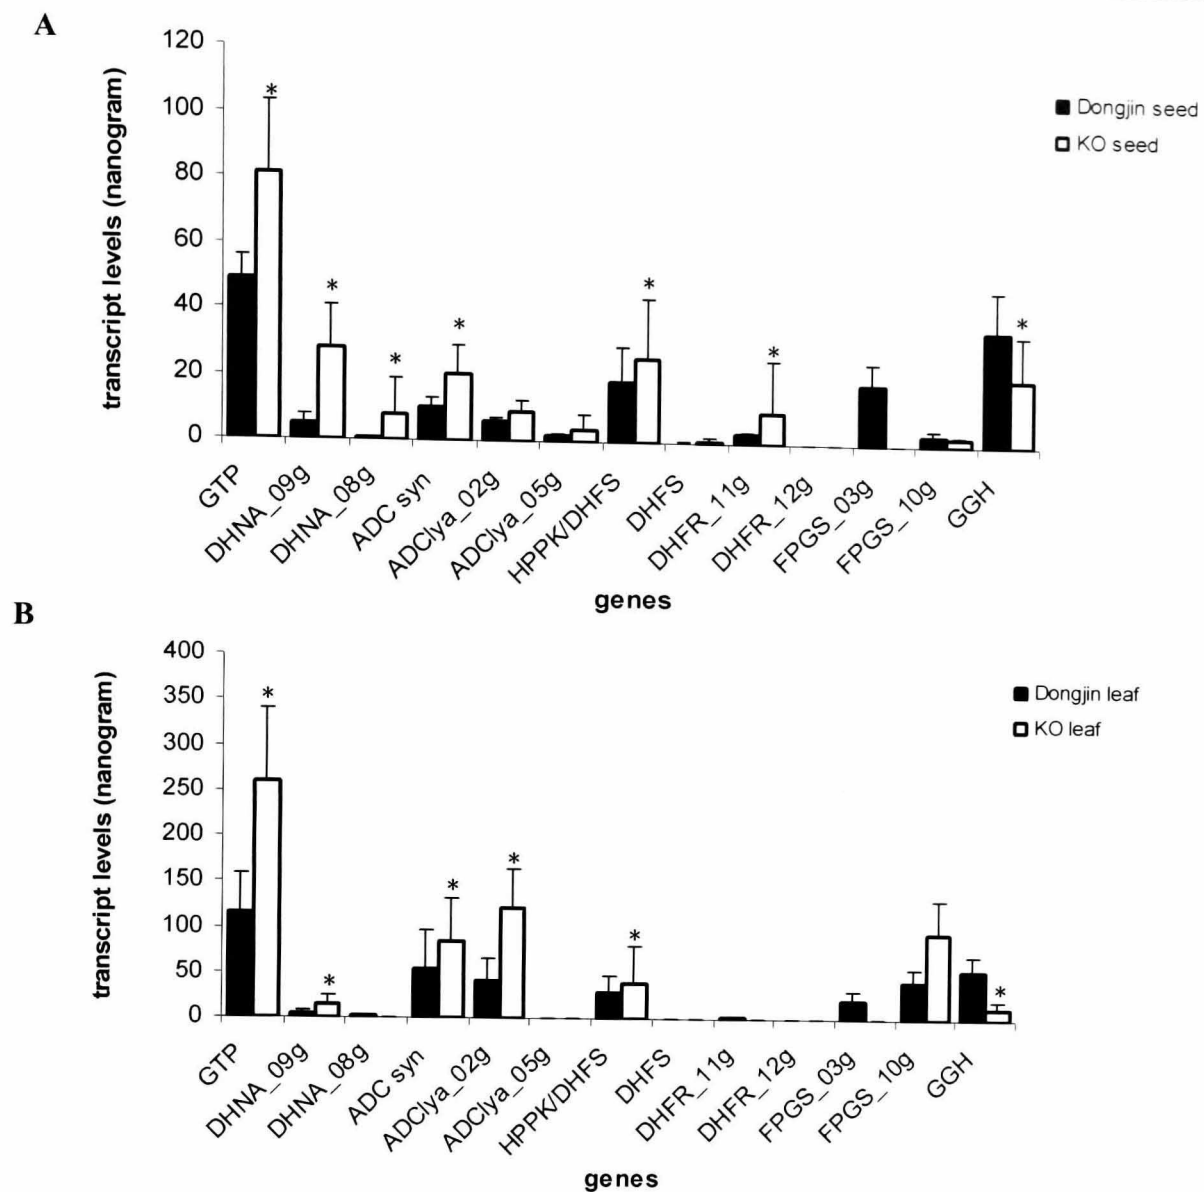 A
120
100
80
60
40
20
0
transcript levels (nanogram)
Dongjin seed
KO seed
*
*
*
*
*
*
*
GTP
DHNA_09g
DHNA_08g
ADC syn
ADClya_02g
ADClya_05g
HPPK/DHFS
DHFS
DHFR_11g
DHFR_12g
FPGS_03g
FPGS_10g
GGH
genes
B
400
350
300
250
200
150
100
50
0
transcript levels (nanogram)
Dongjin leaf
KO leaf
*
*
*
*
*
*
GTP
DHNA_09g
DHNA_08g
ADC syn
ADClya_02g
ADClya_05g
HPPK/DHFS
DHFS
DHFR_11g
DHFR_12g
FPGS_03g
FPGS_10g
GGH
genes